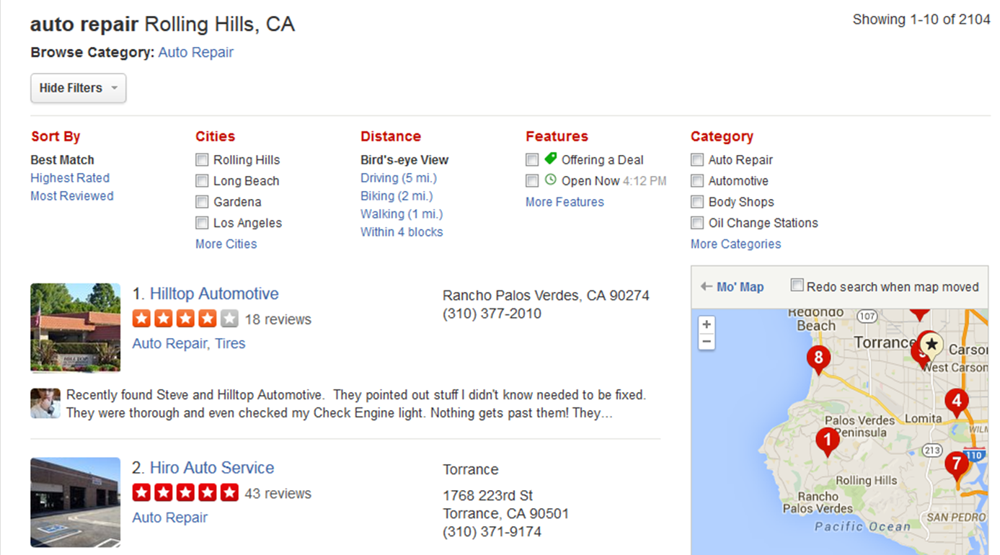 auto repair Rolling Hills, CA
Showing 1-10 of 2104
Browse Category: Auto Repair
Hide Filters
Sort By
Best Match
Highest Rated
Most Reviewed
Cities
Rolling Hills
Long Beach
Gardena
Los Angeles
More Cities
Distance
Bird's-eye View
Driving (5 mi.)
Biking (2 mi.)
Walking (1 mi.)
Within 4 blocks
Features
Offering a Deal
Open Now 4:12 PM
More Features
Category
Auto Repair
Automotive
Body Shops
Oil Change Stations
More Categories
1. Hilltop Automotive
18 reviews
Auto Repair, Tires
Rancho Palos Verdes, CA 90274
(310) 377-2010
HILLTOP
Recently found Steve and Hilltop Automotive. They pointed out stuff I didn't know needed to be fixed.
They were thorough and even checked my Check Engine light. Nothing gets past them! They...
2. Hiro Auto Service
43 reviews
Auto Repair
Torrance
1768 223rd St
Torrance, CA 90501
(310) 371-9174
Mo' Map
Redo search when map moved
+
−
Redondo
Beach
107
Torrance
Carson
West Carson
8
4
Palos Verdes
Peninsula
Lomita
1
213
110
7
Rolling Hills
Rancho
Palos Verdes
SAN PEDRO
Pacific Ocean